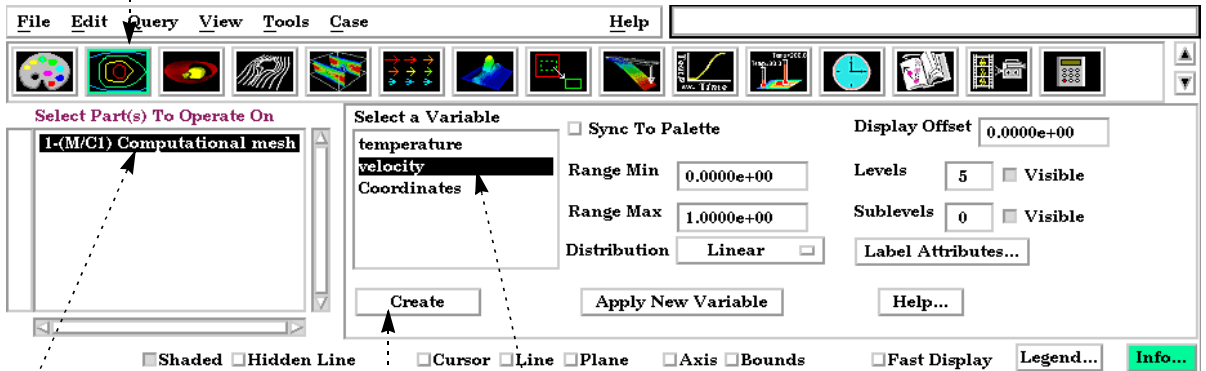 File Edit Query View Tools Case Help
Select Part(s) To Operate On
1-(M/C1) Computational mesh
Select a Variable
temperature
velocity
Coordinates
Sync To Palette
Range Min 0.0000e+00
Range Max 1.0000e+00
Distribution Linear
Display Offset 0.0000e+00
Levels 5 Visible
Sublevels 0 Visible
Label Attributes...
Create Apply New Variable Help...
Shaded Hidden Line Cursor Line Plane Axis Bounds Fast Display Legend... Info...